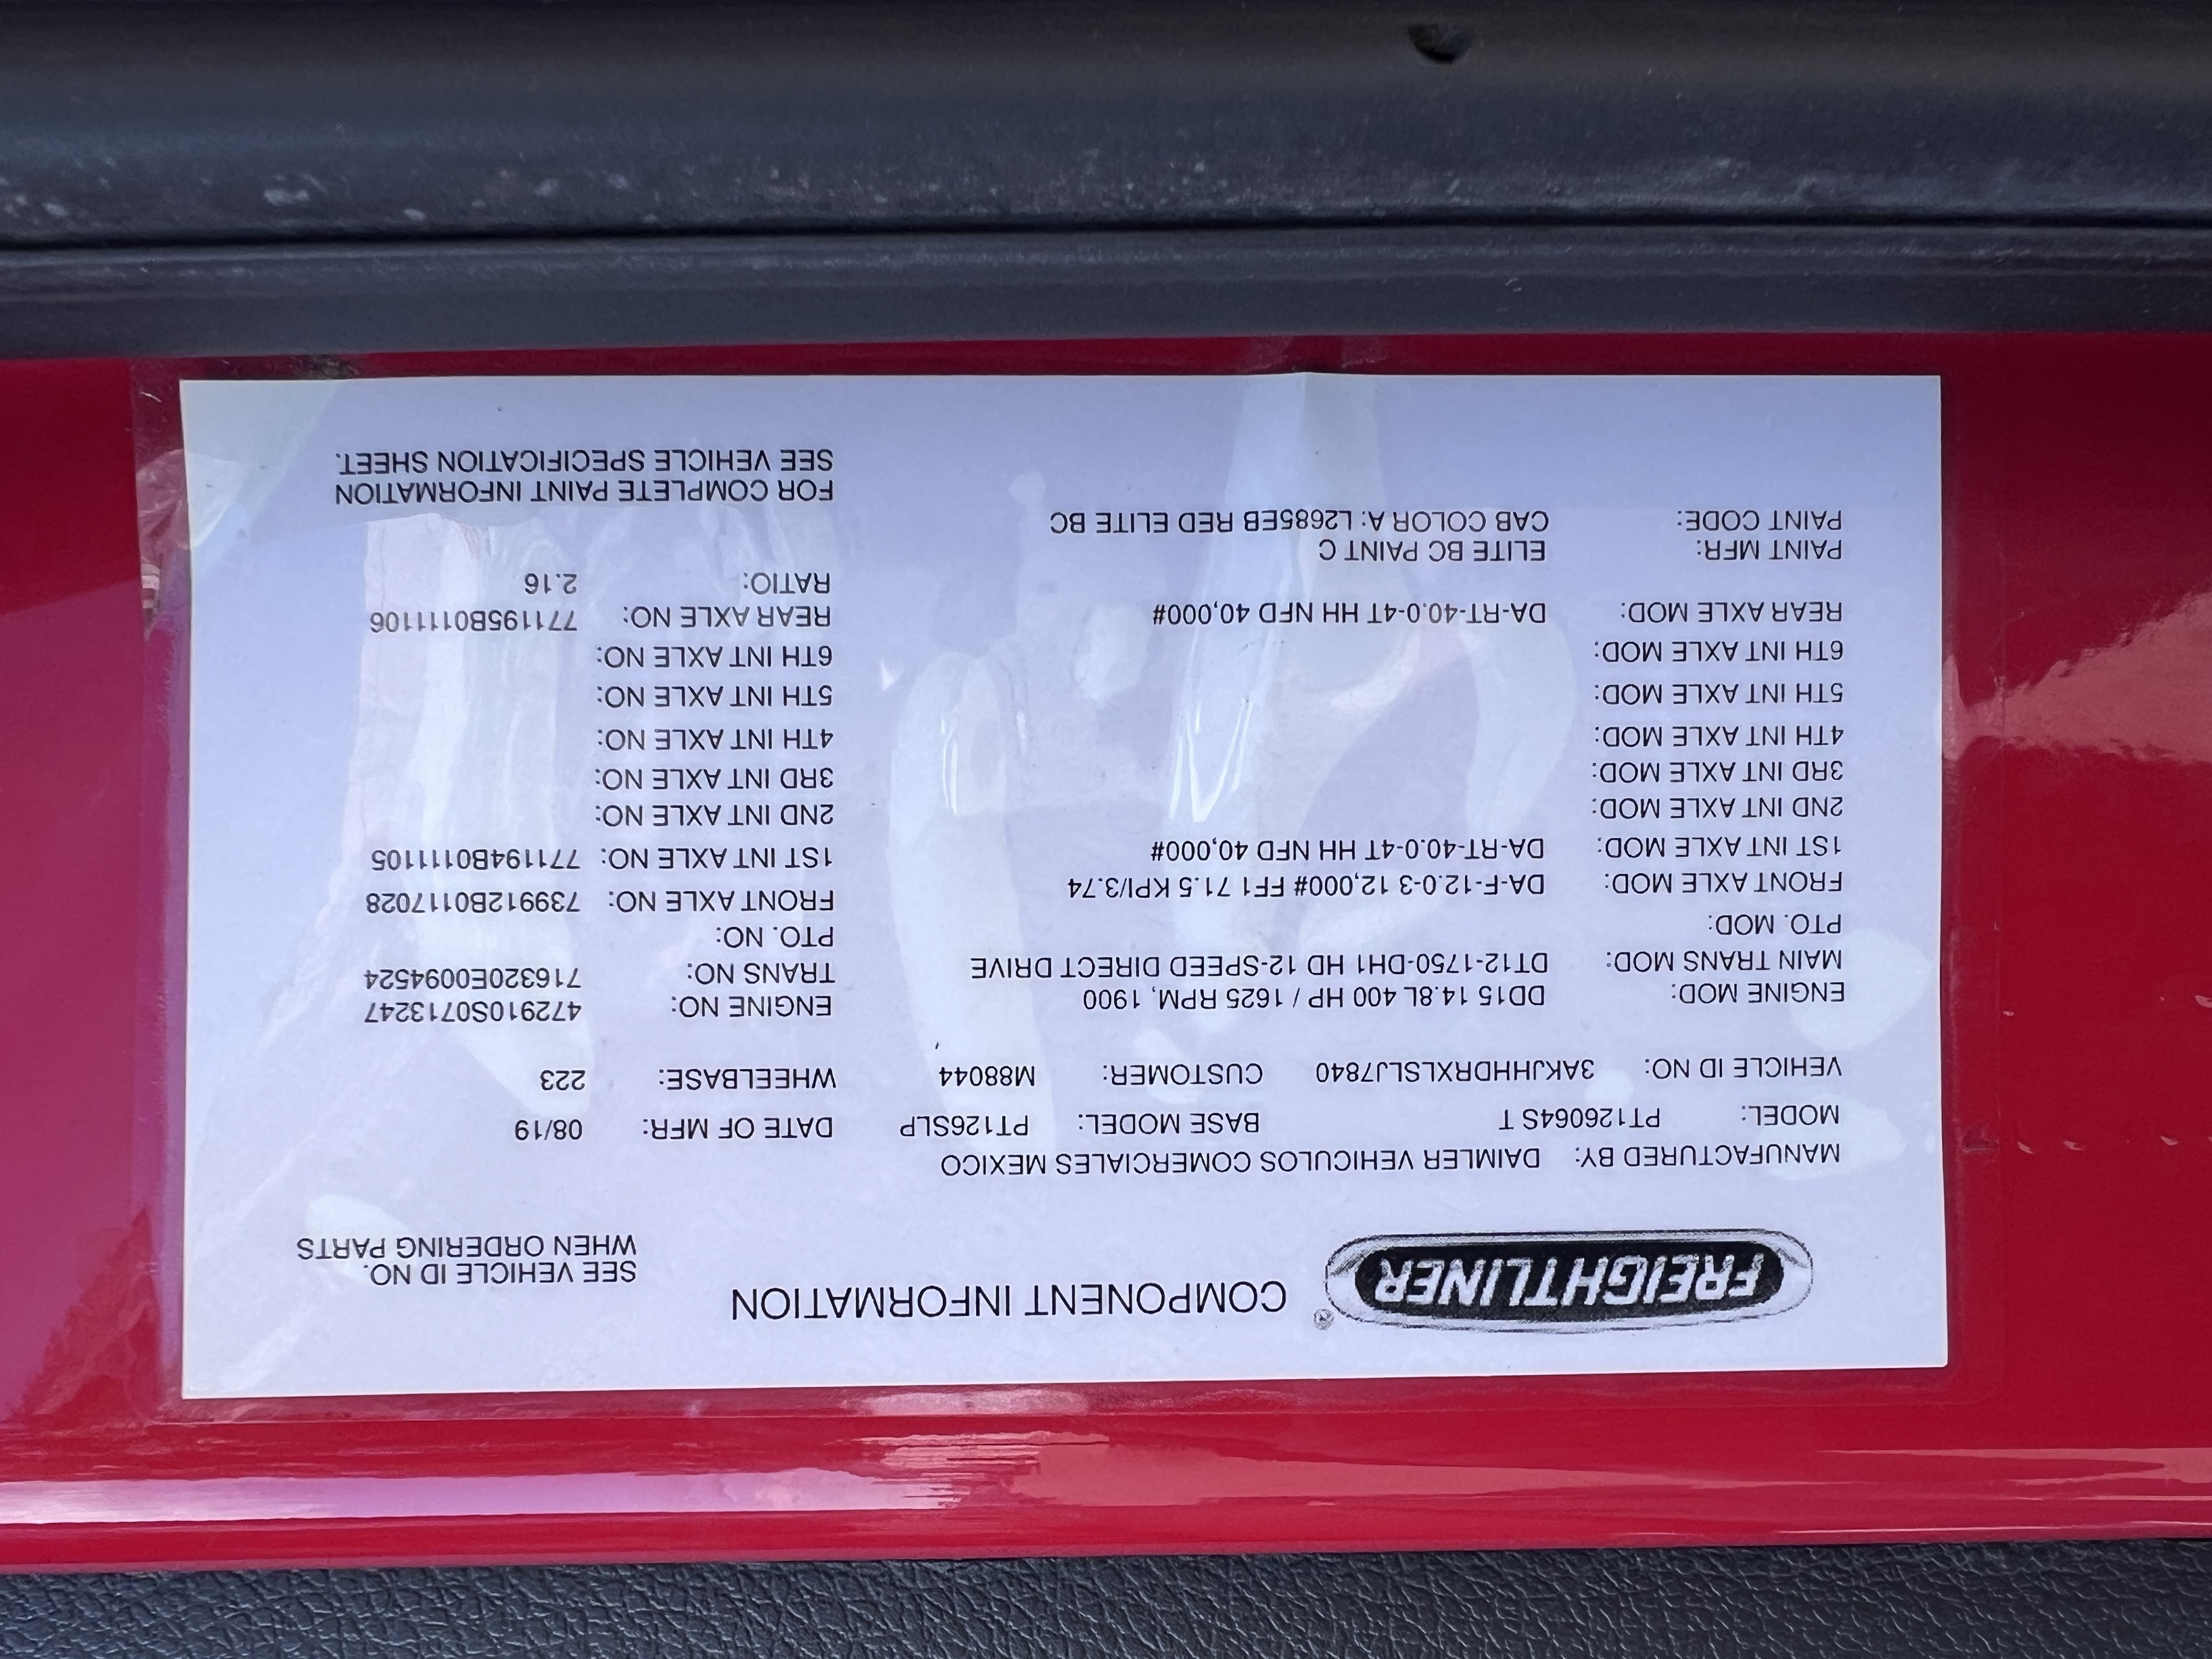 FREIGHTLINER®
COMPONENT INFORMATION
SEE VEHICLE ID NO.
WHEN ORDERING PARTS
MANUFACTURED BY: DAIMLER VEHICULOS COMERCIALES MEXICO
MODEL: PT126064S T BASE MODEL: PT126SLP DATE OF MFR: 08/19
VEHICLE ID NO: 3AKJHHDRXLSLJ7840 CUSTOMER: M88044 WHEELBASE: 223
ENGINE MOD: DD15 14.8L 400 HP / 1625 RPM, 1900 ENGINE NO: 472910S0713247
MAIN TRANS MOD: DT12-1750-DH1 HD 12-SPEED DIRECT DRIVE TRANS NO: 716320E0094524
PTO. MOD: PTO. NO:
FRONT AXLE MOD: DA-F-12.0-3 12,000# FF1 71.5 KPI/3.74 FRONT AXLE NO: 739912B0117028
1ST INT AXLE MOD: DA-RT-40.0-4T HH NFD 40,000# 1ST INT AXLE NO: 771194B0111105
2ND INT AXLE MOD: 2ND INT AXLE NO:
3RD INT AXLE MOD: 3RD INT AXLE NO:
4TH INT AXLE MOD: 4TH INT AXLE NO:
5TH INT AXLE MOD: 5TH INT AXLE NO:
6TH INT AXLE MOD: 6TH INT AXLE NO:
REAR AXLE MOD: DA-RT-40.0-4T HH NFD 40,000# REAR AXLE NO: 771195B0111106
RATIO: 2.16
PAINT MFR: ELITE BC PAINT C
PAINT CODE: CAB COLOR A: L2685EB RED ELITE BC
FOR COMPLETE PAINT INFORMATION
SEE VEHICLE SPECIFICATION SHEET.